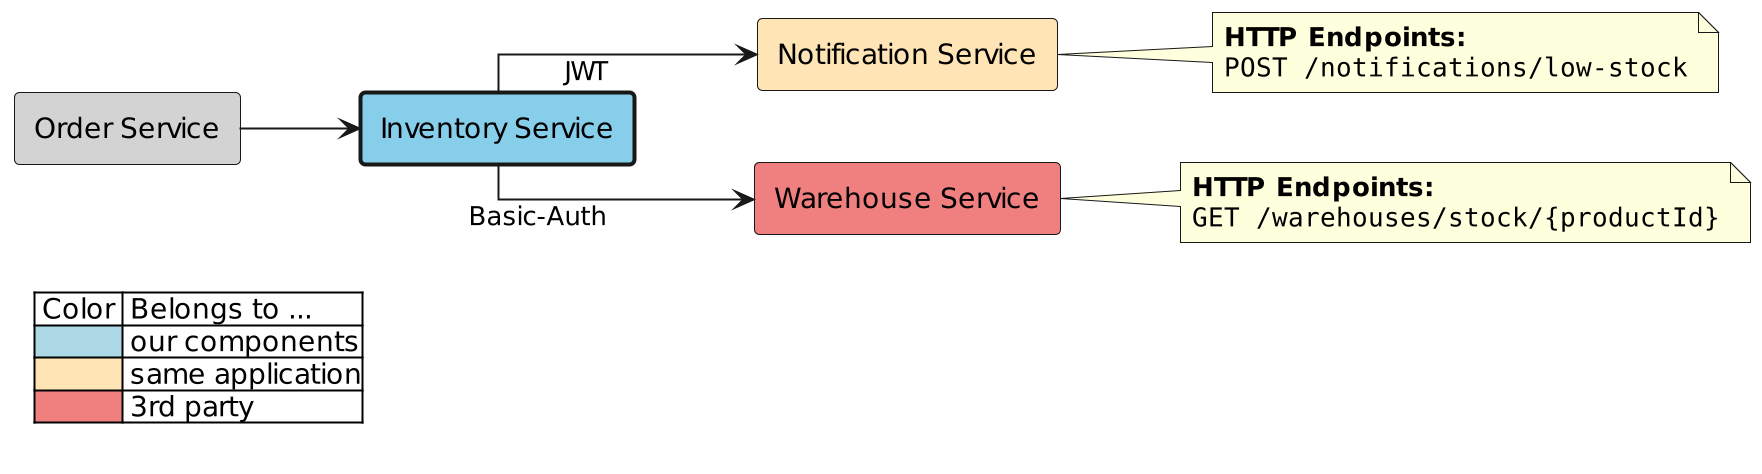 Notification Service
HTTP Endpoints:
POST /notifications/low-stock
JWT
Order Service
Inventory Service
Warehouse Service
HTTP Endpoints:
GET /warehouses/stock/{productId}
Basic-Auth
Color Belongs to ...
our components
same application
3rd party